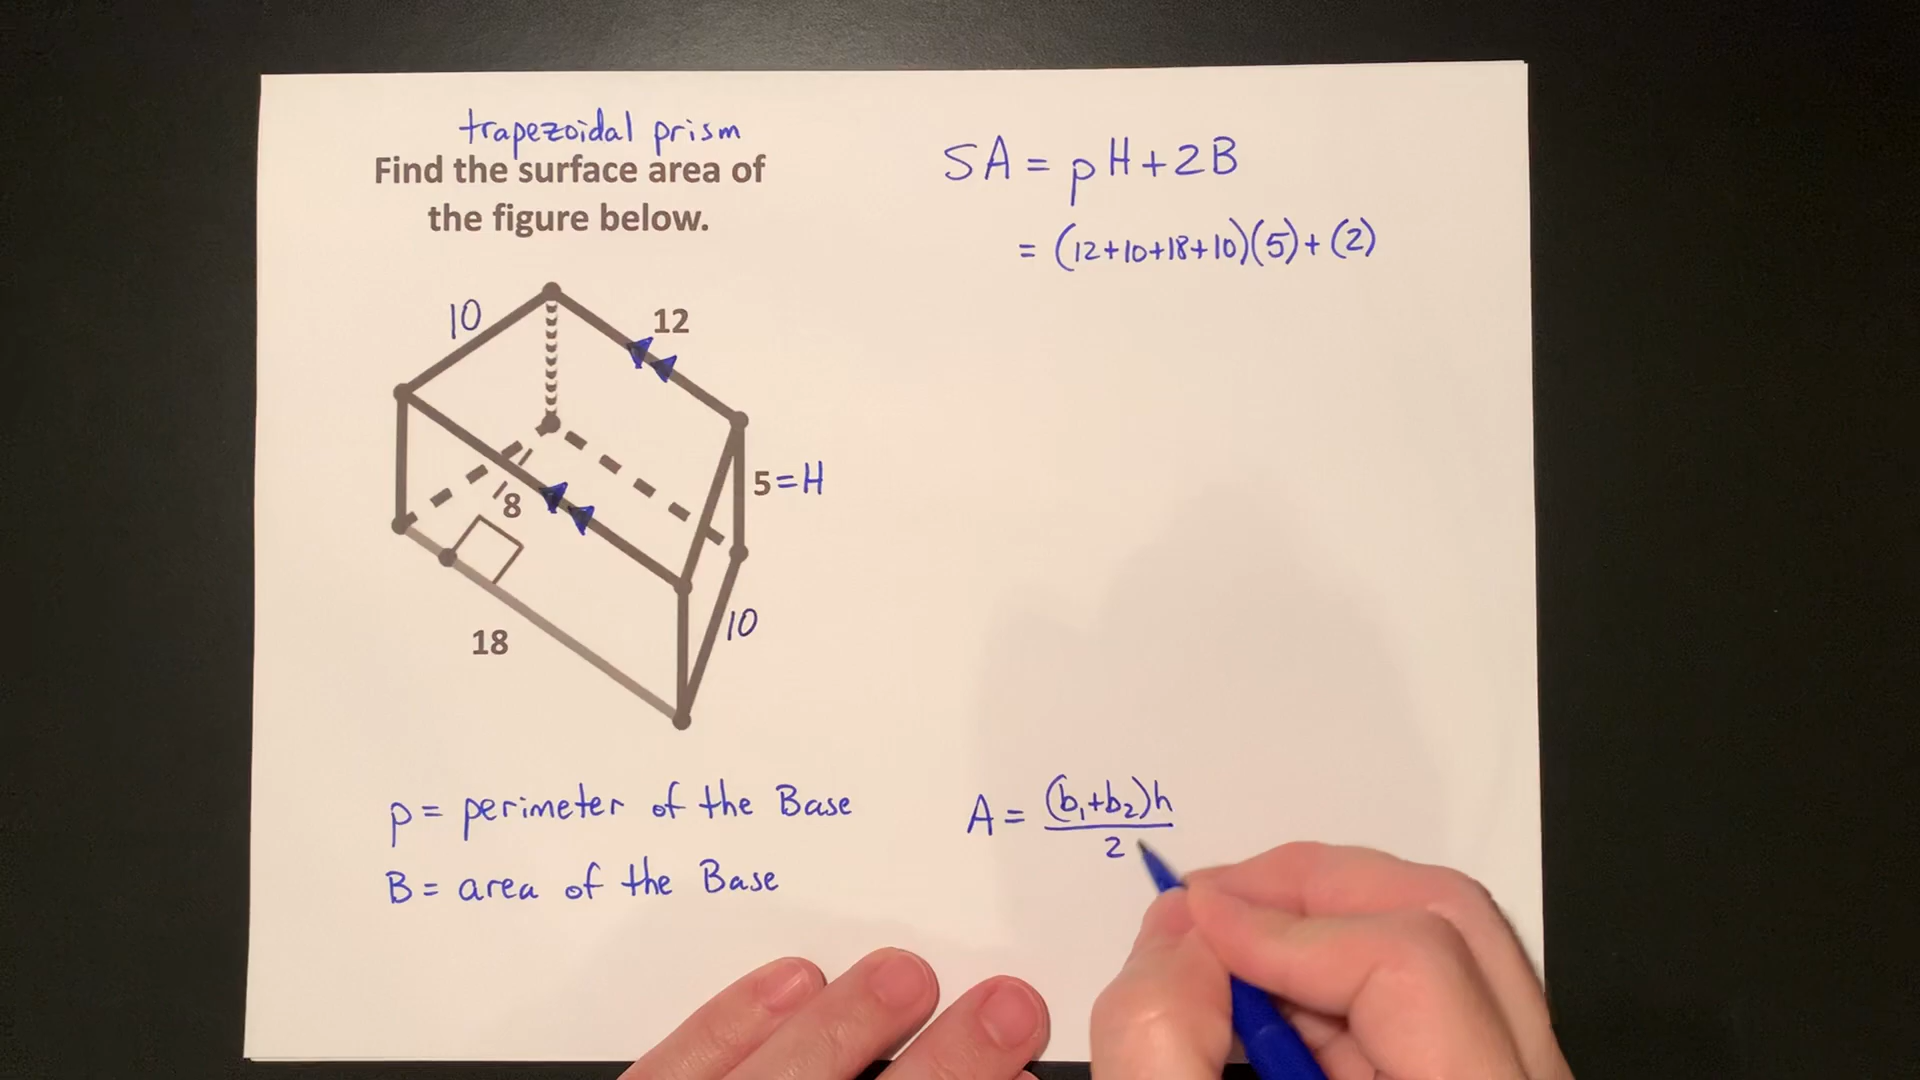 trapezoidal prism
Find the surface area of
the figure below.
10
12
8
5=H
10
18
p= perimeter of the Base
B= area of the Base
SA= pH+2B
= (12+10+18+10)(5)+(2)
A= (b₁+b₂)h
2